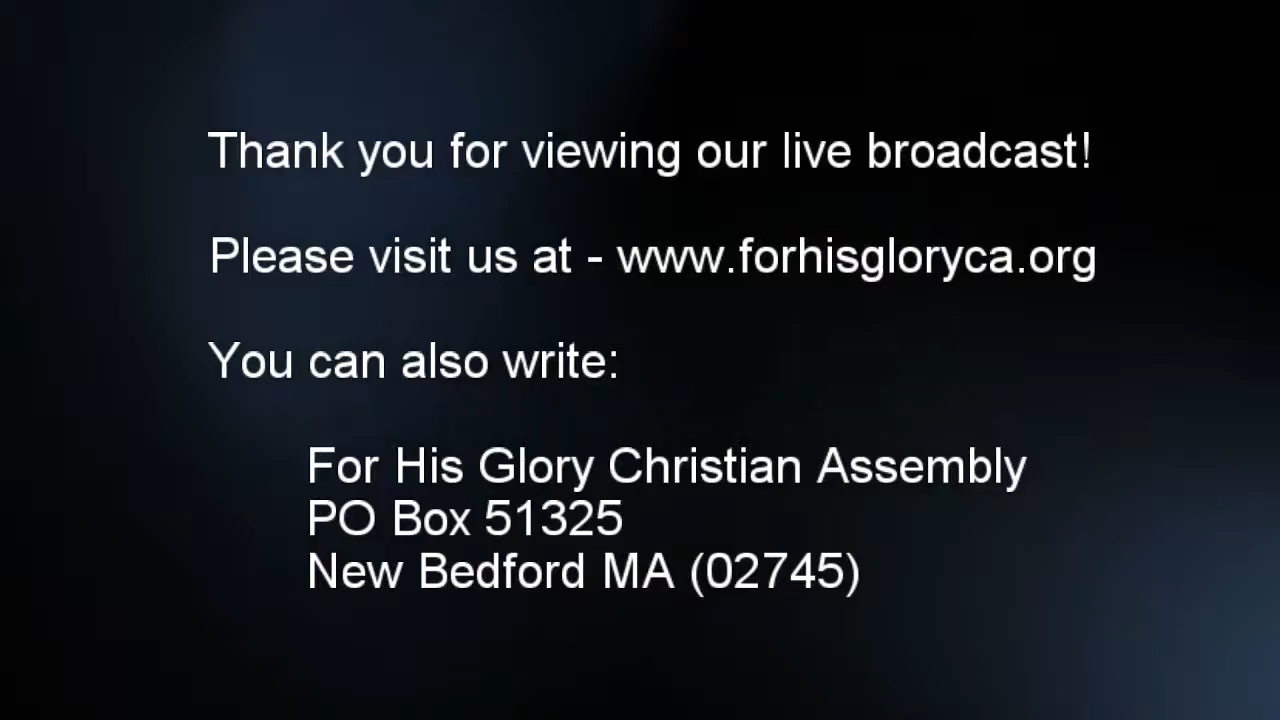 Thank you for viewing our live broadcast!
Please visit us at - www.forhisgloryca.org
You can also write:
For His Glory Christian Assembly
PO Box 51325
New Bedford MA (02745)